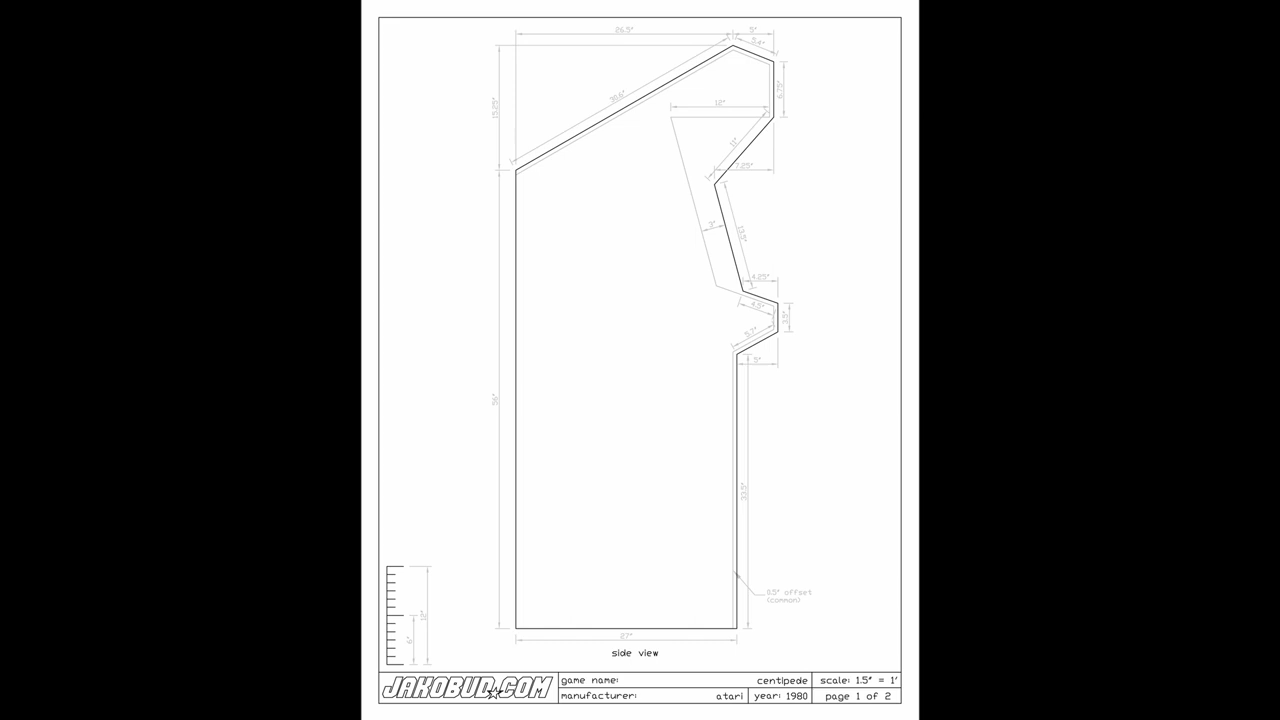 26.5"
5"
5.4"
30.6"
15.25"
6.75"
12"
11"
7.25"
3"
13.5"
4.25"
4.5"
3.5"
5.7"
5"
56"
33.5"
0.5" offset
(common)
12"
6"
27"
side view
JAKOBUD.COM
game name: centipede
scale: 1.5" = 1'
manufacturer: atari
year: 1980
page 1 of 2